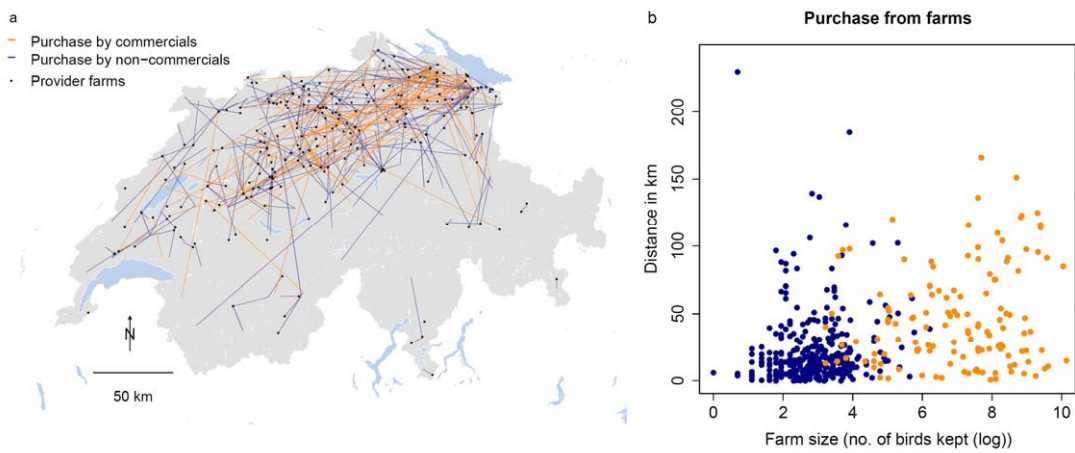 a
Purchase by commercials
Purchase by non−commercials
Provider farms
N
50 km
b
Purchase from farms
Distance in km
200
150
100
50
0
0 2 4 6 8 10
Farm size (no. of birds kept (log))